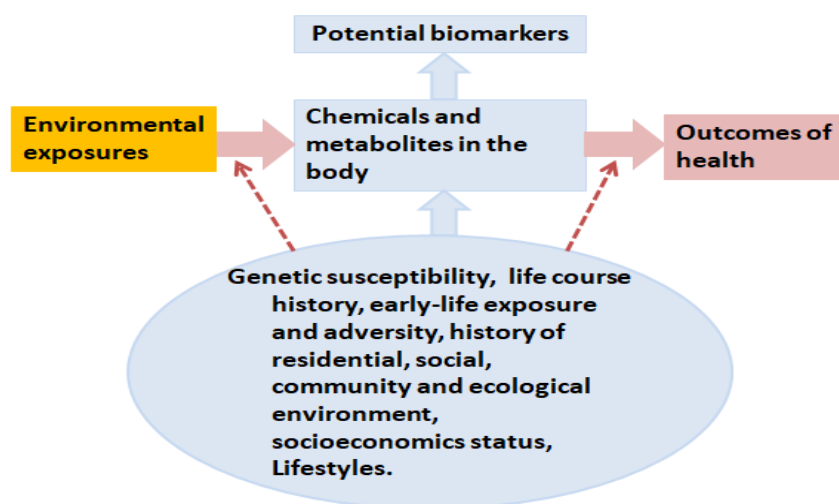 Potential biomarkers
Environmental
exposures
Chemicals and
metabolites in the
body
Outcomes of
health
Genetic susceptibility, life course
history, early-life exposure
and adversity, history of
residential, social,
community and ecological
environment,
socioeconomics status,
Lifestyles.